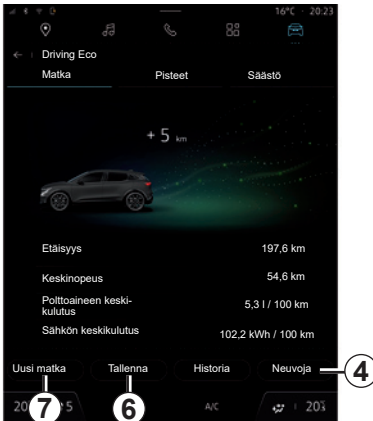 16°C 20:23
Driving Eco
Matka Pisteet Säästö
+ 5 km
Etäisyys 197,6 km
Keskinopeus 54,6 km
Polttoaineen keski-
kulutus 5,3 l / 100 km
Sähkön keskikulutus 102,2 kWh / 100 km
Uusi matka Tallenna Historia Neuvoja 4
20 7 5 6 A/C 20